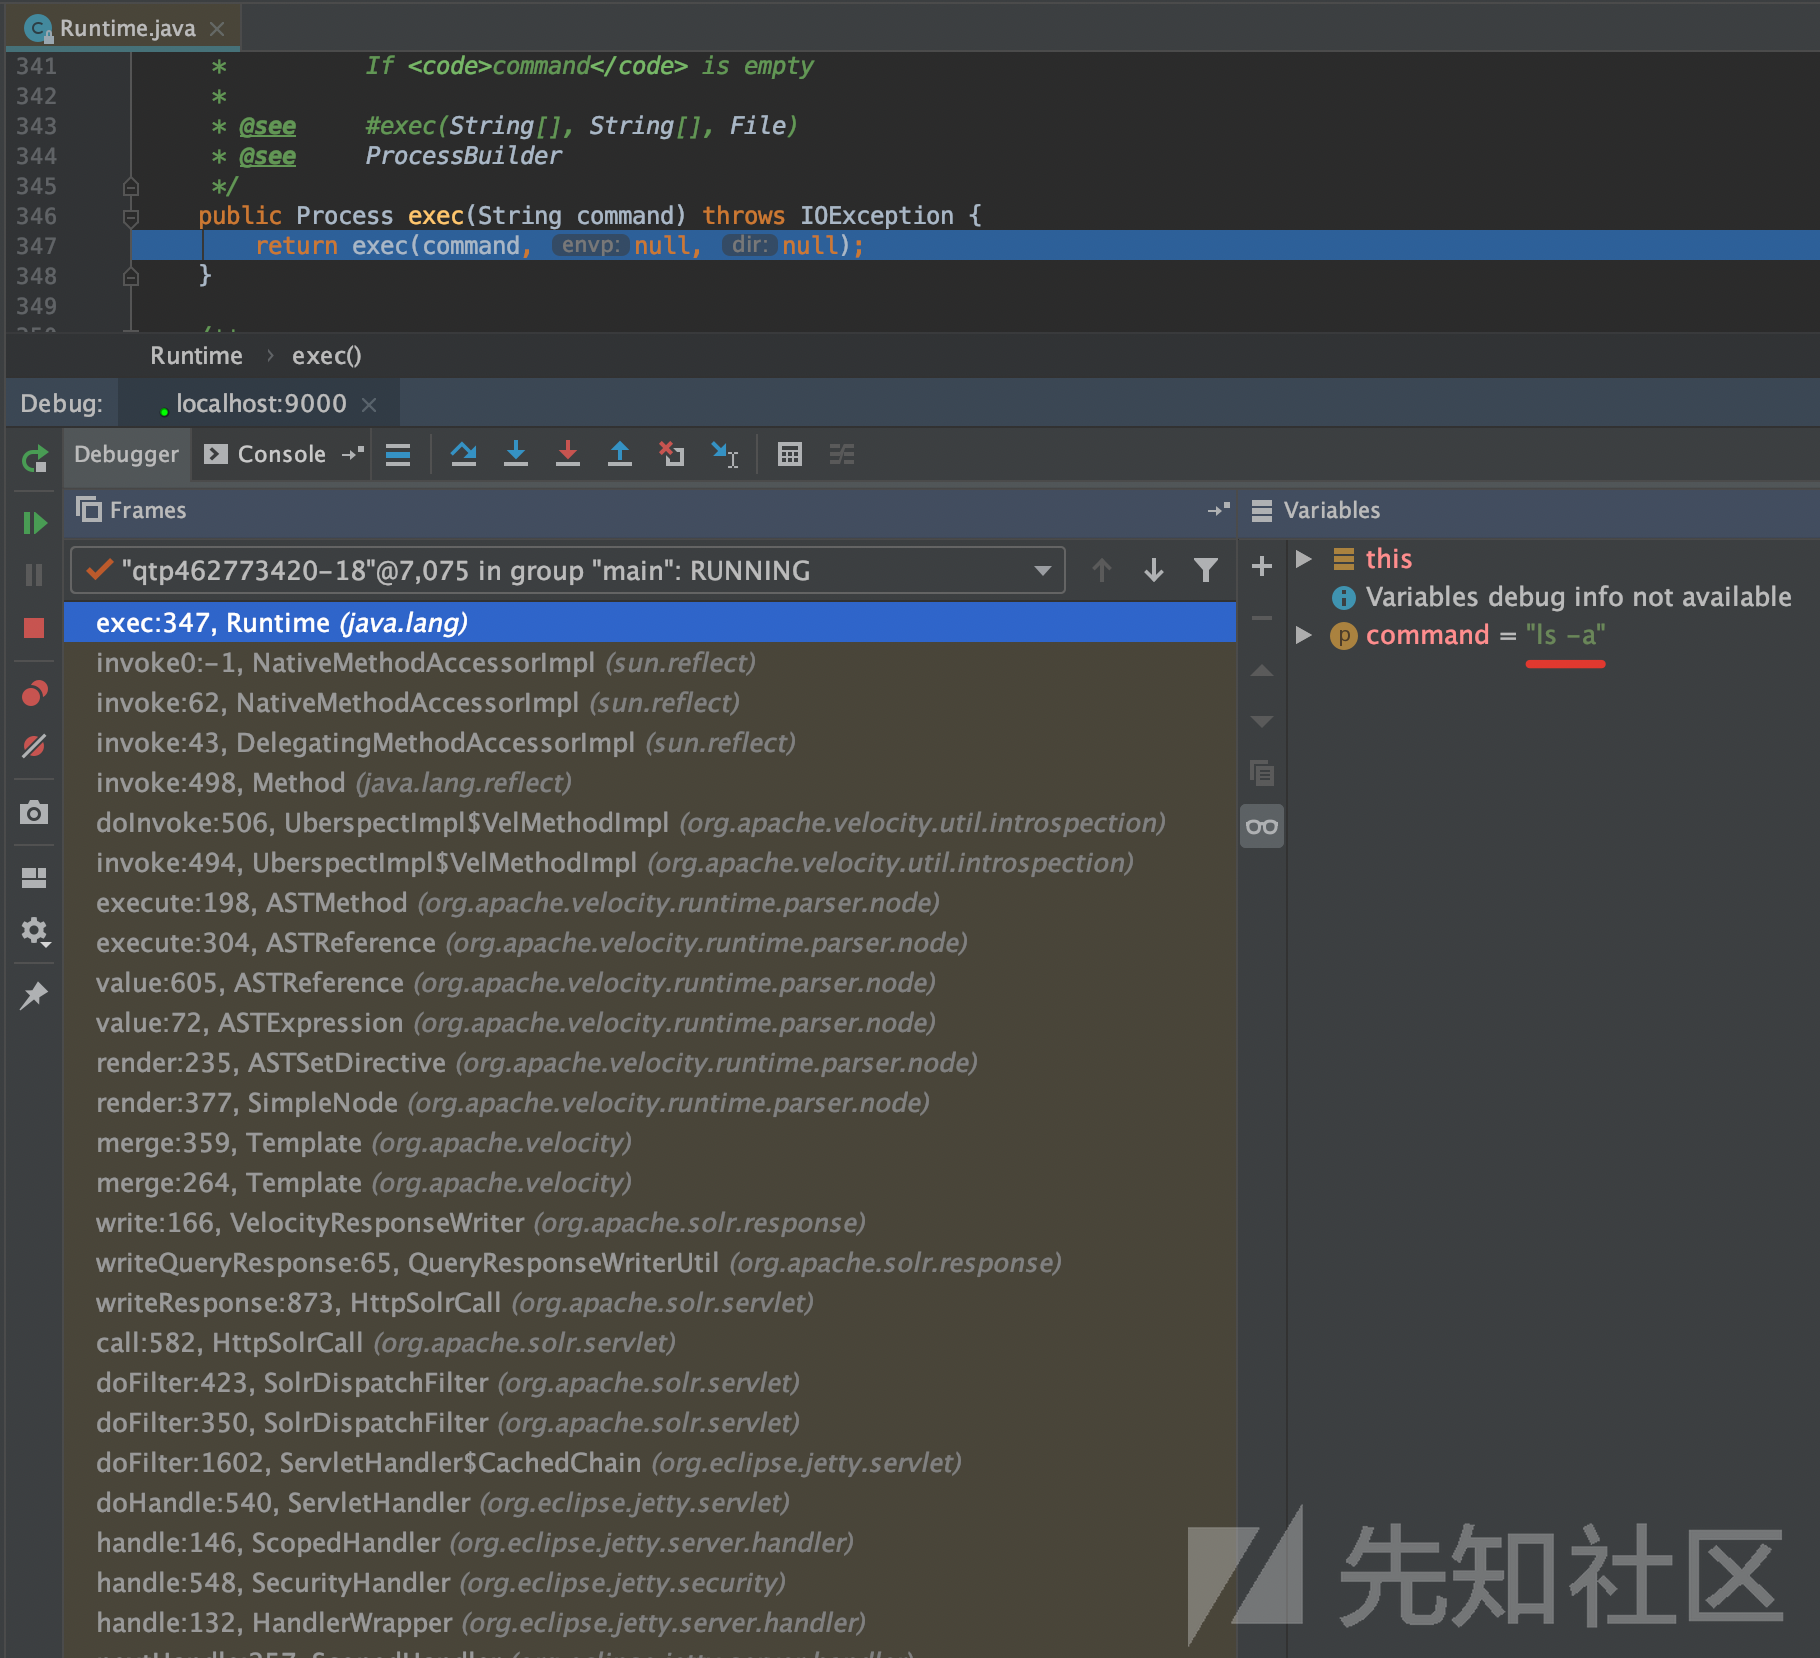 Runtime.java
341 * If <code>command</code> is empty
342 *
343 * @see #exec(String[], String[], File)
344 * @see ProcessBuilder
345 */
346 public Process exec(String command) throws IOException {
347 return exec(command, envp: null, dir: null);
348 }
349
350 /**
Runtime › exec()
Debug: localhost:9000
Debugger Console
Frames
Variables
"qtp462773420-18"@7,075 in group "main": RUNNING
this
Variables debug info not available
command = "ls -a"
exec:347, Runtime (java.lang)
invoke0:-1, NativeMethodAccessorImpl (sun.reflect)
invoke:62, NativeMethodAccessorImpl (sun.reflect)
invoke:43, DelegatingMethodAccessorImpl (sun.reflect)
invoke:498, Method (java.lang.reflect)
doInvoke:506, UberspectImpl$VelMethodImpl (org.apache.velocity.util.introspection)
invoke:494, UberspectImpl$VelMethodImpl (org.apache.velocity.util.introspection)
execute:198, ASTMethod (org.apache.velocity.runtime.parser.node)
execute:304, ASTReference (org.apache.velocity.runtime.parser.node)
value:605, ASTReference (org.apache.velocity.runtime.parser.node)
value:72, ASTExpression (org.apache.velocity.runtime.parser.node)
render:235, ASTSetDirective (org.apache.velocity.runtime.parser.node)
render:377, SimpleNode (org.apache.velocity.runtime.parser.node)
merge:359, Template (org.apache.velocity)
merge:264, Template (org.apache.velocity)
write:166, VelocityResponseWriter (org.apache.solr.response)
writeQueryResponse:65, QueryResponseWriterUtil (org.apache.solr.response)
writeResponse:873, HttpSolrCall (org.apache.solr.servlet)
call:582, HttpSolrCall (org.apache.solr.servlet)
doFilter:423, SolrDispatchFilter (org.apache.solr.servlet)
doFilter:350, SolrDispatchFilter (org.apache.solr.servlet)
doFilter:1602, ServletHandler$CachedChain (org.eclipse.jetty.servlet)
doHandle:540, ServletHandler (org.eclipse.jetty.servlet)
handle:146, ScopedHandler (org.eclipse.jetty.server.handler)
handle:548, SecurityHandler (org.eclipse.jetty.security)
handle:132, HandlerWrapper (org.eclipse.jetty.server.handler)
先知社区